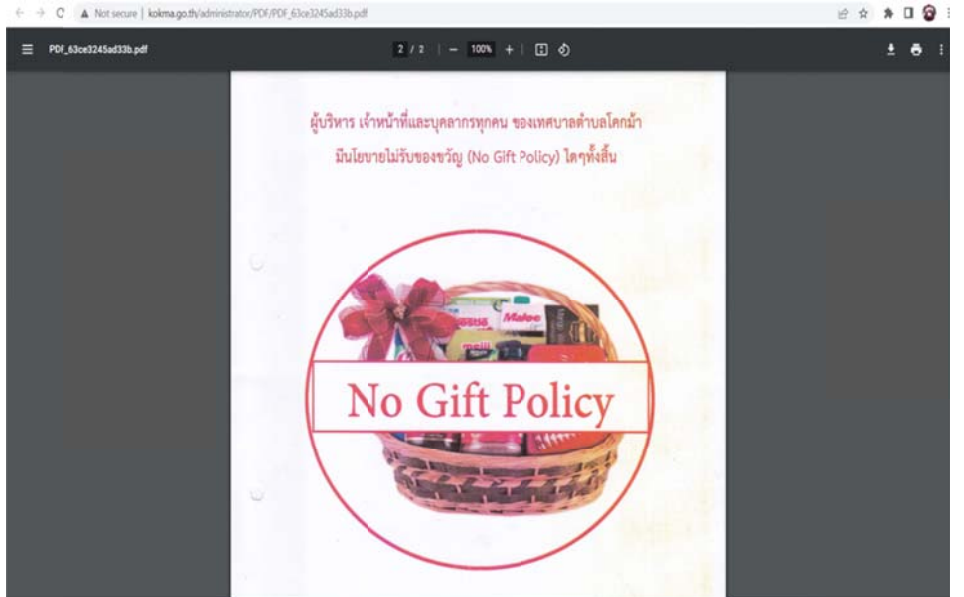 Not secure | kokma.go.th/administrator/PDF/PDF_63ce3245ad33b.pdf
PDF_63ce3245ad33b.pdf
2 / 2 | − 100% + |
ผู้บริหาร เจ้าหน้าที่และบุคลากรทุกคน ของเทศบาลตำบลโคกม้า
มีนโยบายไม่รับของขวัญ (No Gift Policy) ใดๆทั้งสิ้น
Malee
No Gift Policy